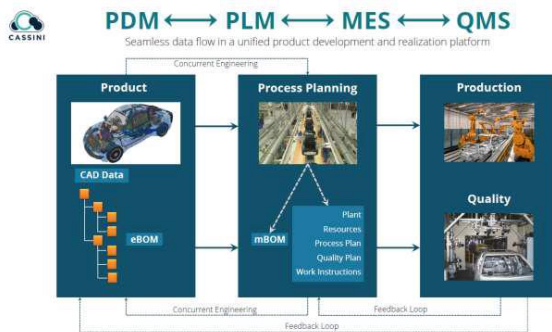 CASSINI
PDM PLM MES QMS
Seamless data flow in a unified product development and realization platform
Concurrent Engineering
Product
Process Planning
Production
CAD Data
eBOM
mBOM
Plant
Resources
Process Plan
Quality Plan
Work Instructions
Quality
Concurrent Engineering
Feedback Loop
Feedback Loop